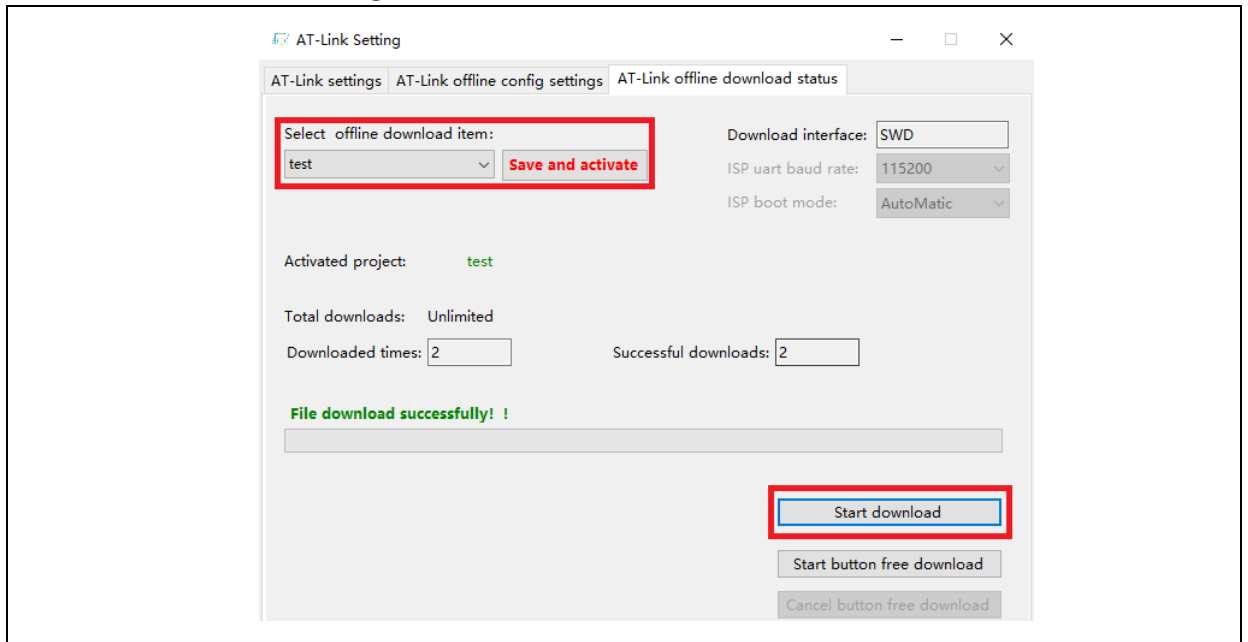 AT-Link Setting
AT-Link settings AT-Link offline config settings AT-Link offline download status
Select offline download item:
test Save and activate
Download interface: SWD
ISP uart baud rate: 115200
ISP boot mode: AutoMatic
Activated project: test
Total downloads: Unlimited
Downloaded times: 2 Successful downloads: 2
File download successfully! !
Start download
Start button free download
Cancel button free download